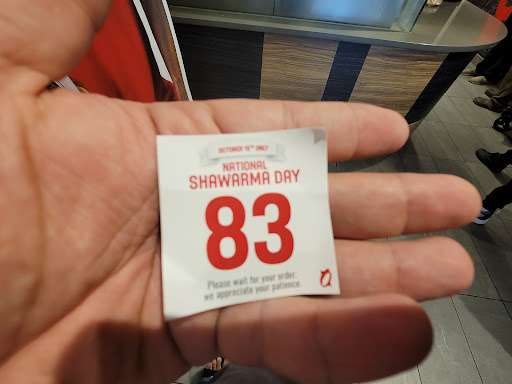 OCTOBER 15TH ONLY
NATIONAL
SHAWARMA DAY
83
Please wait for your order,
we appreciate your patience.